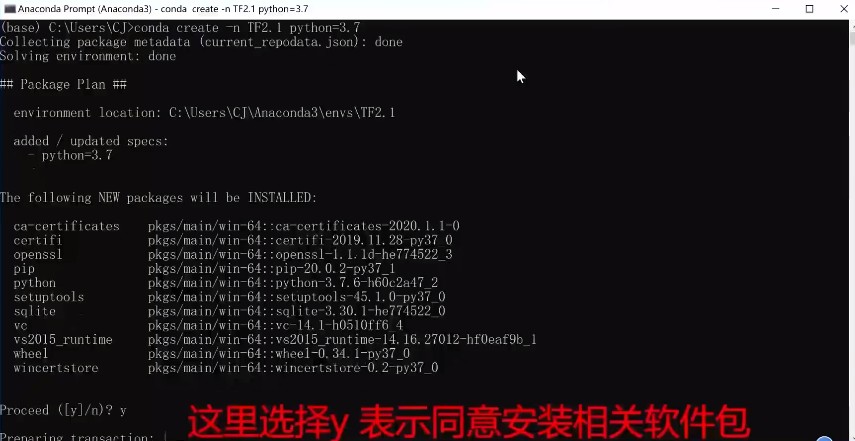 Anaconda Prompt (Anaconda3) - conda create -n TF2.1 python=3.7
(base) C:\Users\CJ>conda create -n TF2.1 python=3.7
Collecting package metadata (current_repodata.json): done
Solving environment: done
## Package Plan ##
environment location: C:\Users\CJ\Anaconda3\envs\TF2.1
added / updated specs:
- python=3.7
The following NEW packages will be INSTALLED:
ca-certificates pkgs/main/win-64::ca-certificates-2020.1.1-0
certifi pkgs/main/win-64::certifi-2019.11.28-py37_0
openssl pkgs/main/win-64::openssl-1.1.1d-he774522_3
pip pkgs/main/win-64::pip-20.0.2-py37_1
python pkgs/main/win-64::python-3.7.6-h60c2a47_2
setuptools pkgs/main/win-64::setuptools-45.1.0-py37_0
sqlite pkgs/main/win-64::sqlite-3.30.1-he774522_0
vc pkgs/main/win-64::vc-14.1-h0510ff6_4
vs2015_runtime pkgs/main/win-64::vs2015_runtime-14.16.27012-hf0eaf9b_1
wheel pkgs/main/win-64::wheel-0.34.1-py37_0
wincertstore pkgs/main/win-64::wincertstore-0.2-py37_0
Proceed ([y]/n)? y
这里选择y 表示同意安装相关软件包
Preparing transaction: |